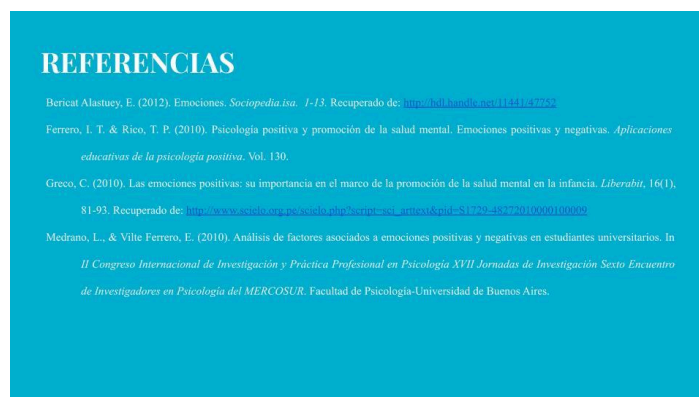 REFERENCIAS
Bericat Alastuey, E. (2012). Emociones. Sociopedia.isa. 1-13. Recuperado de: http://hdl.handle.net/11441/47752
Ferrero, I. T. & Rico, T. P. (2010). Psicología positiva y promoción de la salud mental. Emociones positivas y negativas. Aplicaciones
educativas de la psicología positiva. Vol. 130.
Greco, C. (2010). Las emociones positivas: su importancia en el marco de la promoción de la salud mental en la infancia. Liberabit, 16(1),
81-93. Recuperado de: http://www.scielo.org.pe/scielo.php?script=sci_arttext&pid=S1729-48272010000100009
Medrano, L., & Vilte Ferrero, E. (2010). Análisis de factores asociados a emociones positivas y negativas en estudiantes universitarios. In
II Congreso Internacional de Investigación y Práctica Profesional en Psicología XVII Jornadas de Investigación Sexto Encuentro
de Investigadores en Psicología del MERCOSUR. Facultad de Psicología-Universidad de Buenos Aires.